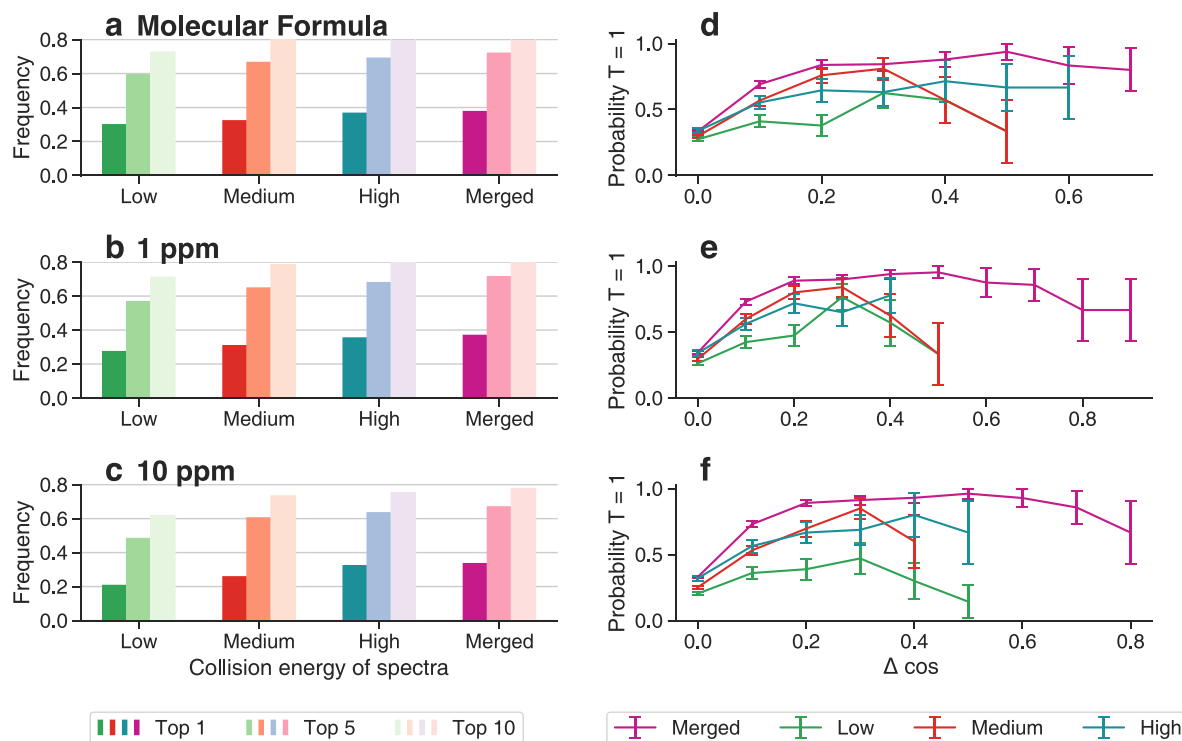 a Molecular Formula
Frequency
0.8
0.6
0.4
0.2
0.0
Low Medium High Merged
b 1 ppm
Frequency
0.8
0.6
0.4
0.2
0.0
Low Medium High Merged
c 10 ppm
Frequency
0.8
0.6
0.4
0.2
0.0
Low Medium High Merged
Collision energy of spectra
Top 1 Top 5 Top 10
d
Probability T = 1
1.0
0.5
0.0
0.0 0.2 0.4 0.6
e
Probability T = 1
1.0
0.5
0.0
0.0 0.2 0.4 0.6 0.8
f
Probability T = 1
1.0
0.5
0.0
0.0 0.2 0.4 0.6 0.8
Δ cos
Merged Low Medium High